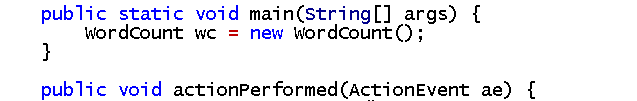 public static void main(String[] args) {
    WordCount wc = new WordCount();
}
public void actionPerformed(ActionEvent ae) {